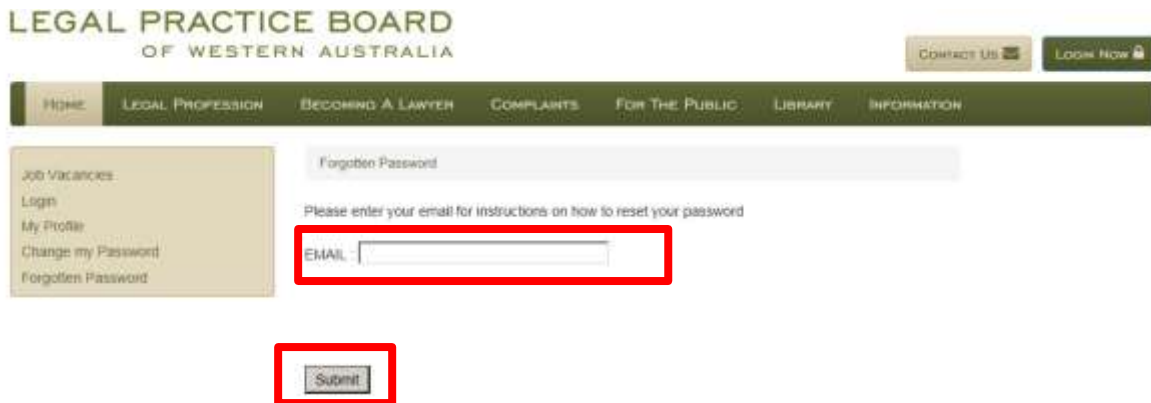 LEGAL PRACTICE BOARD
OF WESTERN AUSTRALIA
CONTACT US LOGIN NOW
HOME LEGAL PROFESSION BECOMING A LAWYER COMPLAINTS FOR THE PUBLIC LIBRARY INFORMATION
Job Vacancies
Login
My Profile
Change my Password
Forgotten Password
Forgotten Password
Please enter your email for instructions on how to reset your password
EMAIL :
Submit